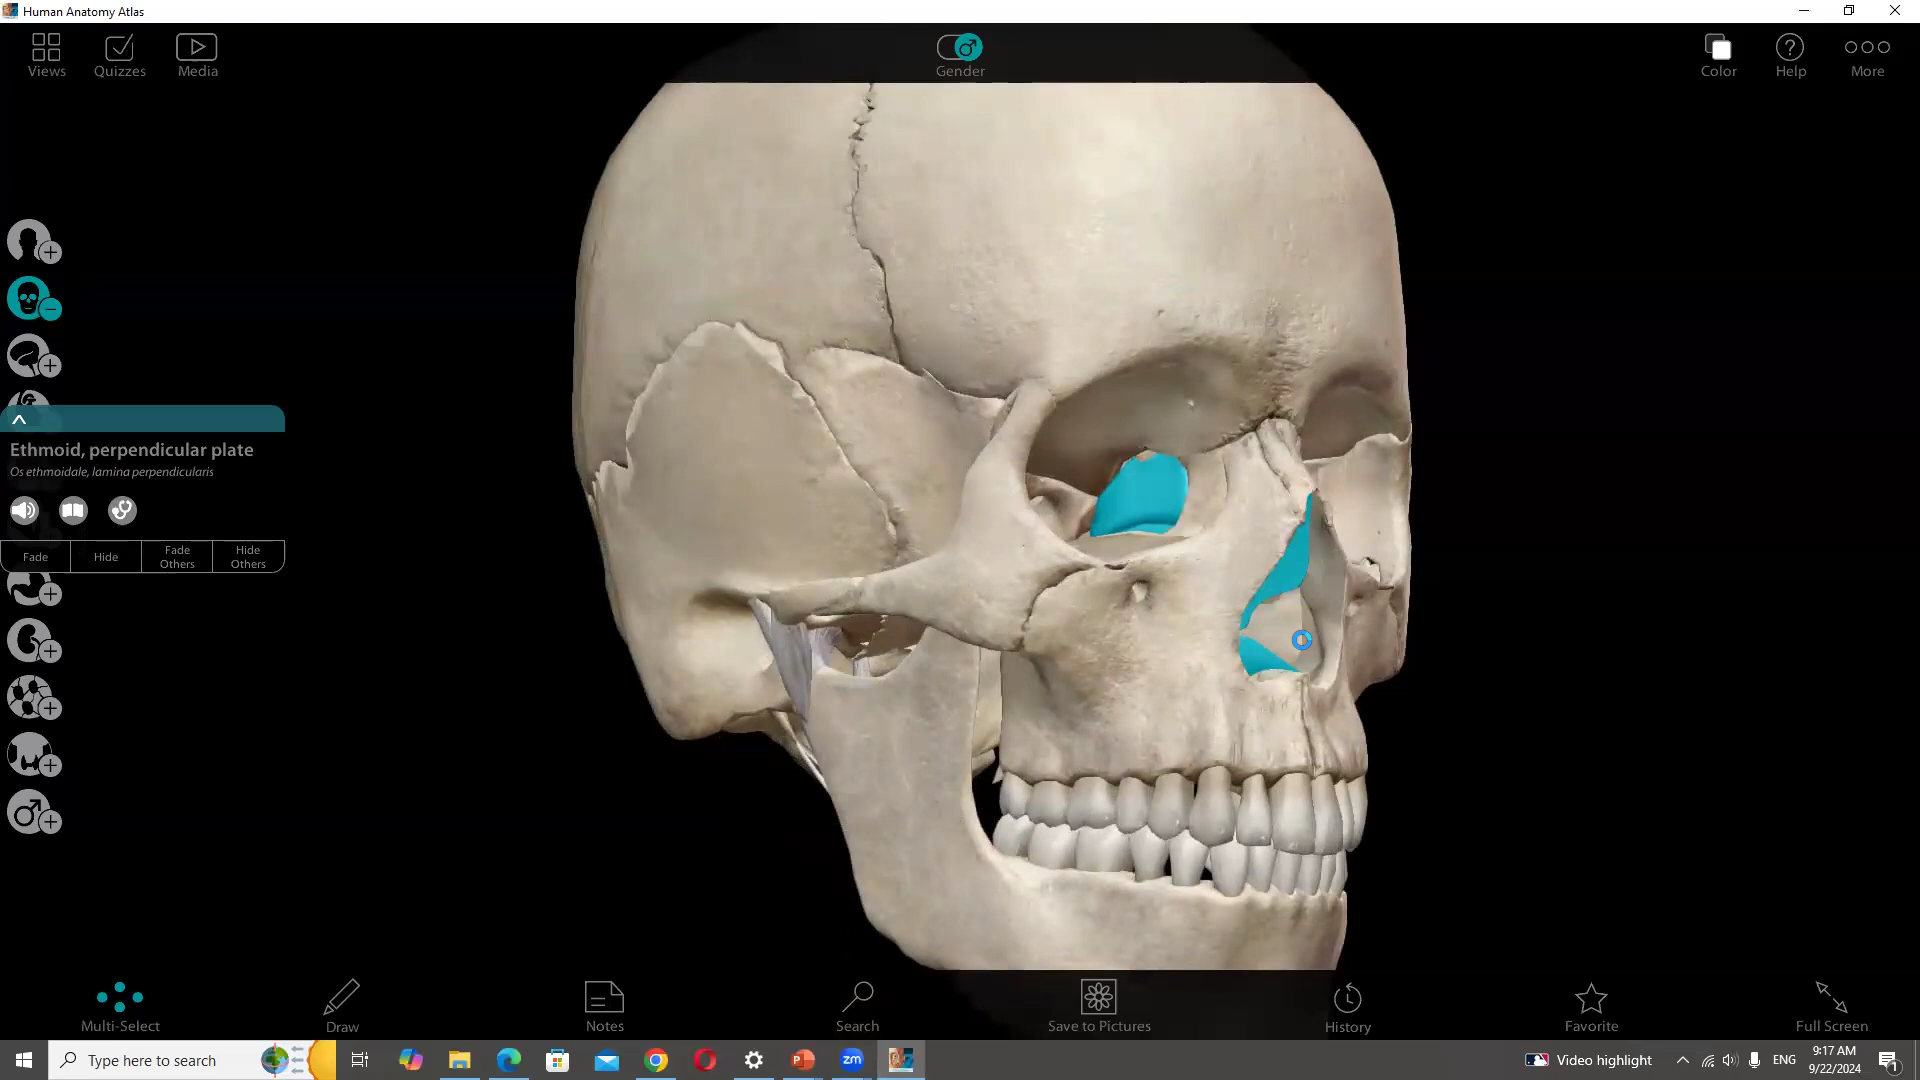 Human Anatomy Atlas
Views
Quizzes
Media
Gender
Color
Help
More
Ethmoid, perpendicular plate
Os ethmoidale, lamina perpendicularis
Fade
Hide
Fade
Others
Hide
Others
Multi-Select
Draw
Notes
Search
Save to Pictures
History
Favorite
Full Screen
Type here to search
P
zm
Video highlight
ENG
9:17 AM
9/22/2024
1